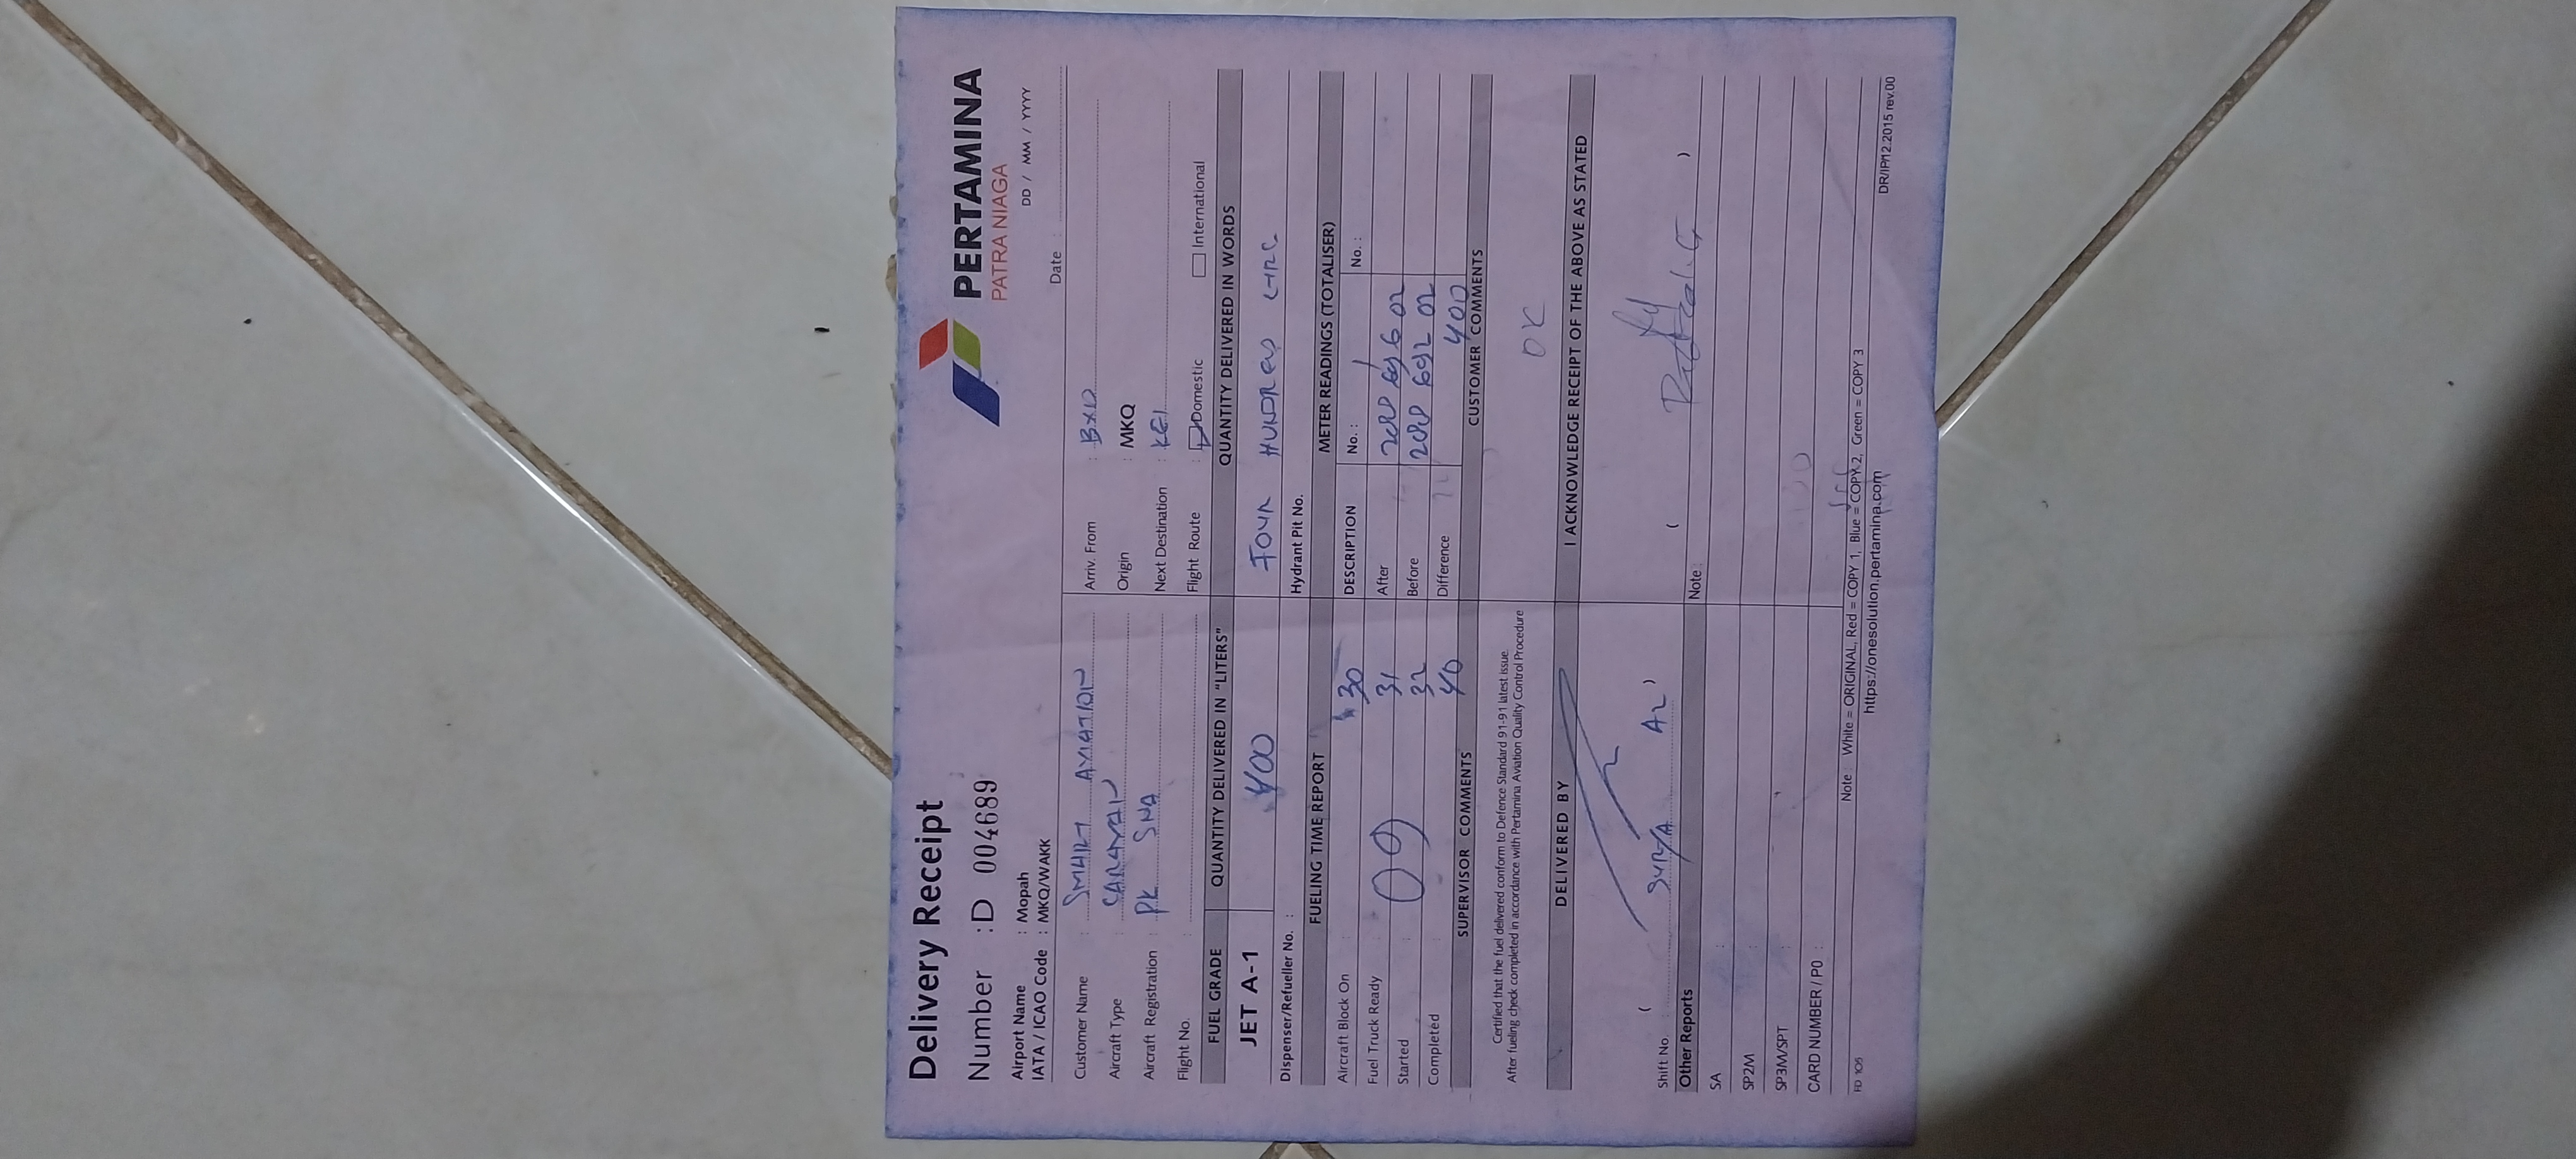 Delivery Receipt
PERTAMINA
PATRA NIAGA
Number : D 004689
DD / MM / YYYY
Airport Name : Mopah
IATA / ICAO Code : MKQ/WAKK
Date :
Customer Name : SMART AVIATION
Arriv. From : BXD
Aircraft Type : CARAVAN
Origin : MKQ
Aircraft Registration : PK SNA
Next Destination : KEI
Flight No. :
Flight Route : Domestic International
FUEL GRADE QUANTITY DELIVERED IN "LITERS" QUANTITY DELIVERED IN WORDS
JET A-1 400 FOUR HUNDRED LTRS
Dispenser/Refueller No. : Hydrant Pit No.
FUELING TIME REPORT METER READINGS (TOTALISER)
Aircraft Block On : 30 DESCRIPTION No. : No. :
Fuel Truck Ready : 31 After
Started : 09 32 Before
Completed : 40 Difference 400
SUPERVISOR COMMENTS CUSTOMER COMMENTS
Certified that the fuel delivered conform to Defence Standard 91-91 latest issue.
After fueling check completed in accordance with Pertamina Aviation Quality Control Procedure
OK
DELIVERED BY I ACKNOWLEDGE RECEIPT OF THE ABOVE AS STATED
( SURYA AL ) ( )
Shift No. :
Other Reports Note :
SA :
SP2M :
SP3M/SPT :
CARD NUMBER / PO :
Note : White = ORIGINAL, Red = COPY 1, Blue = COPY 2, Green = COPY 3
FD 105
https://onesolution.pertamina.com
DR/IP/12.2015 rev.00